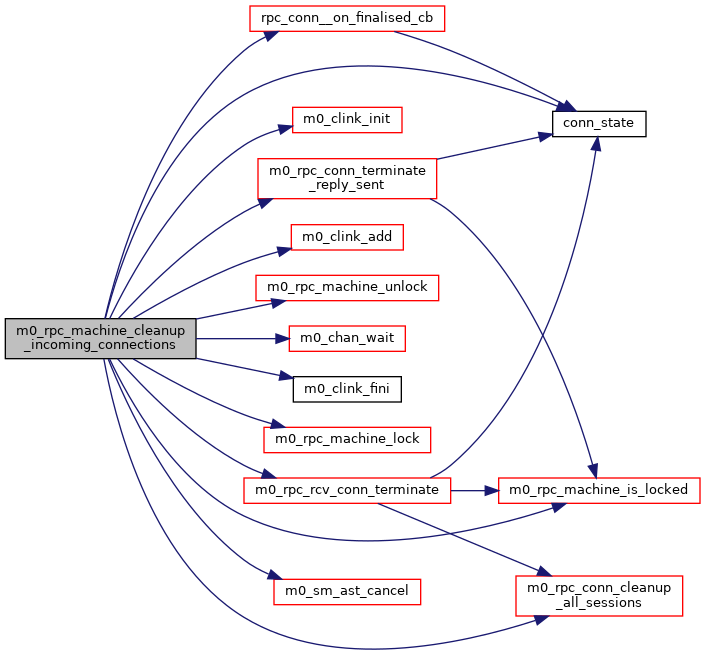 rpc_conn__on_finalised_cb
conn_state
m0_clink_init
m0_rpc_conn_terminate
_reply_sent
m0_clink_add
m0_rpc_machine_unlock
m0_rpc_machine_cleanup
_incoming_connections
m0_chan_wait
m0_clink_fini
m0_rpc_machine_lock
m0_rpc_rcv_conn_terminate
m0_rpc_machine_is_locked
m0_sm_ast_cancel
m0_rpc_conn_cleanup
_all_sessions